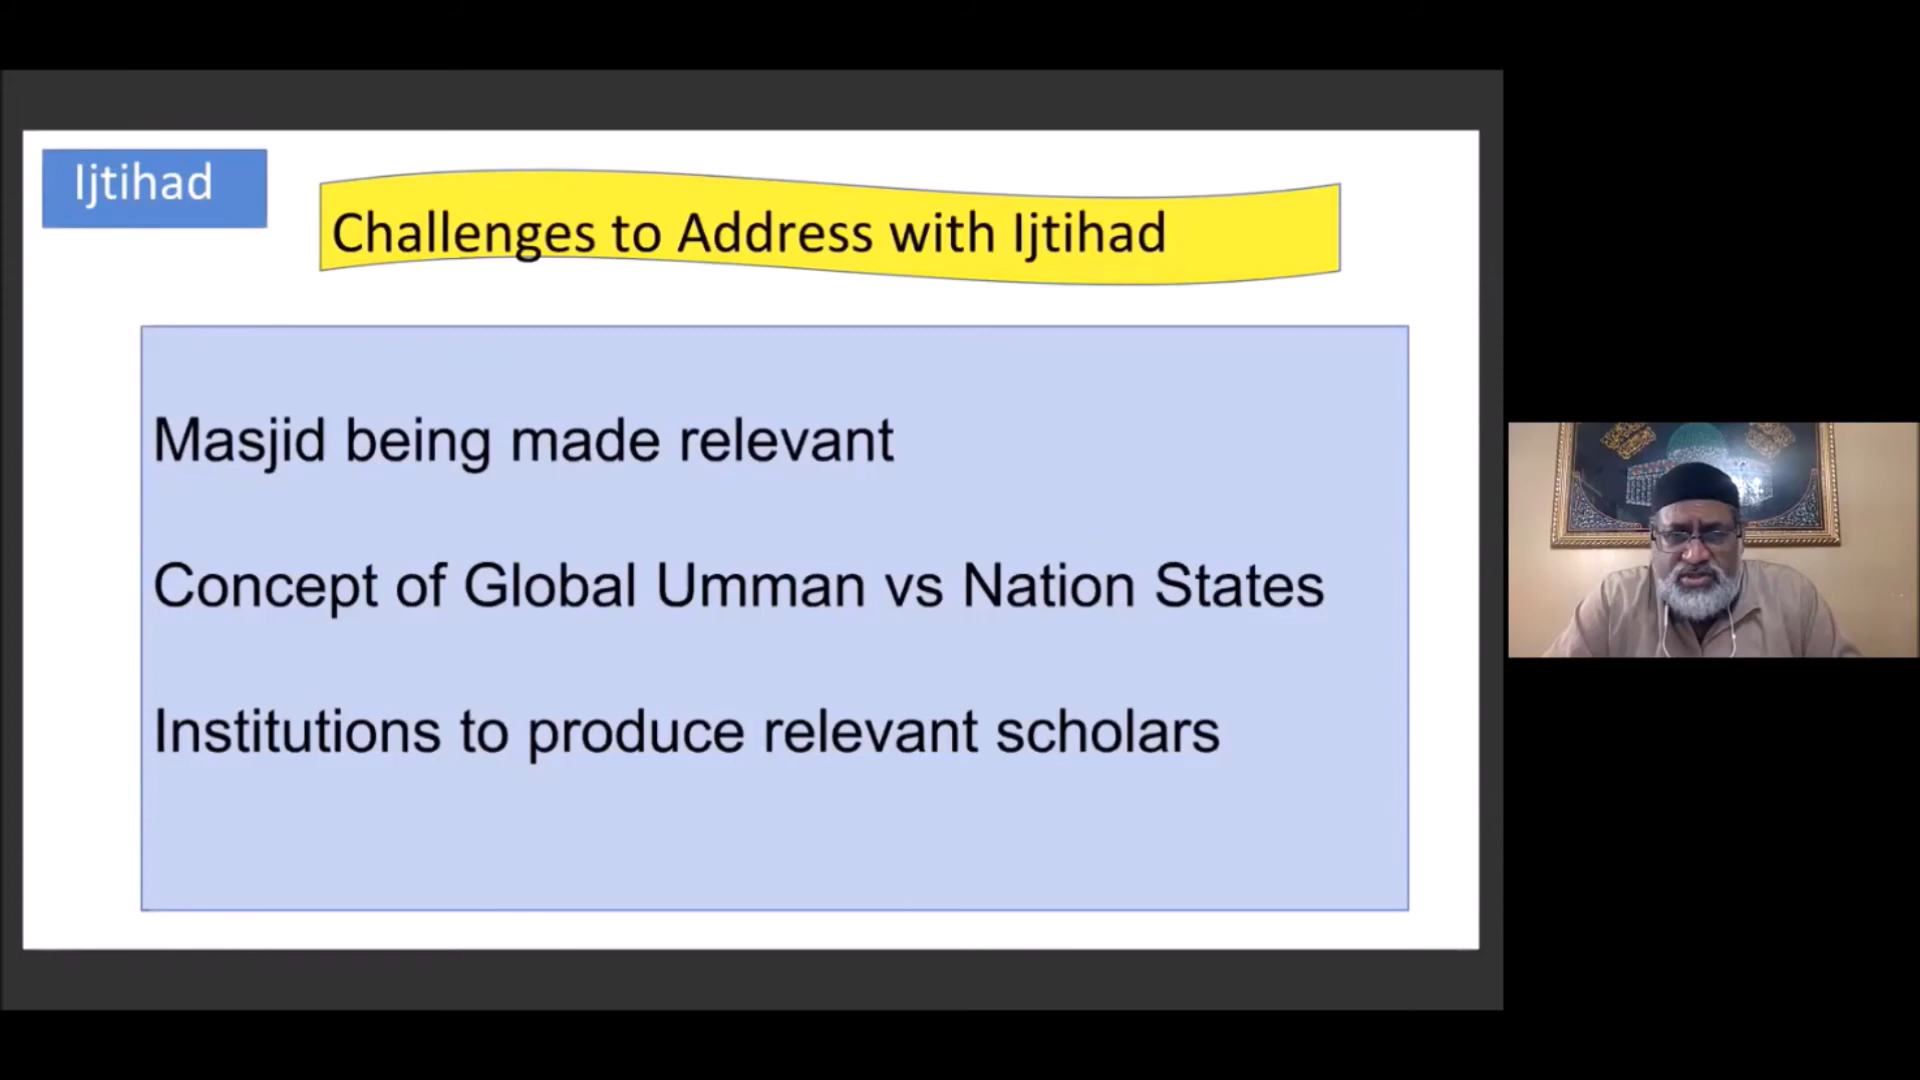 Ijtihad
Challenges to Address with Ijtihad
Masjid being made relevant
Concept of Global Umman vs Nation States
Institutions to produce relevant scholars